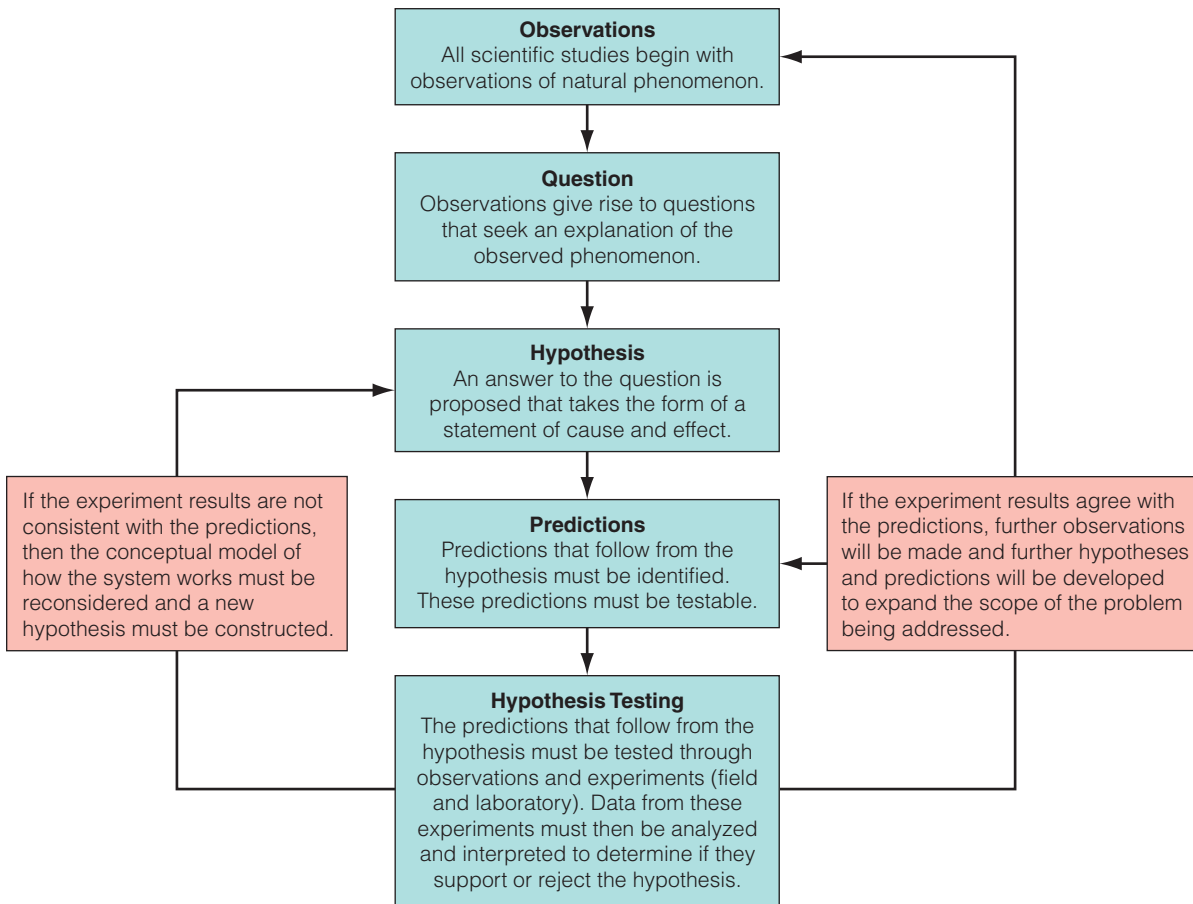 Observations
All scientific studies begin with
observations of natural phenomenon.
Question
Observations give rise to questions
that seek an explanation of the
observed phenomenon.
Hypothesis
An answer to the question is
proposed that takes the form of a
statement of cause and effect.
If the experiment results are not
consistent with the predictions,
then the conceptual model of
how the system works must be
reconsidered and a new
hypothesis must be constructed.
Predictions
Predictions that follow from the
hypothesis must be identified.
These predictions must be testable.
If the experiment results agree with
the predictions, further observations
will be made and further hypotheses
and predictions will be developed
to expand the scope of the problem
being addressed.
Hypothesis Testing
The predictions that follow from the
hypothesis must be tested through
observations and experiments (field
and laboratory). Data from these
experiments must then be analyzed
and interpreted to determine if they
support or reject the hypothesis.